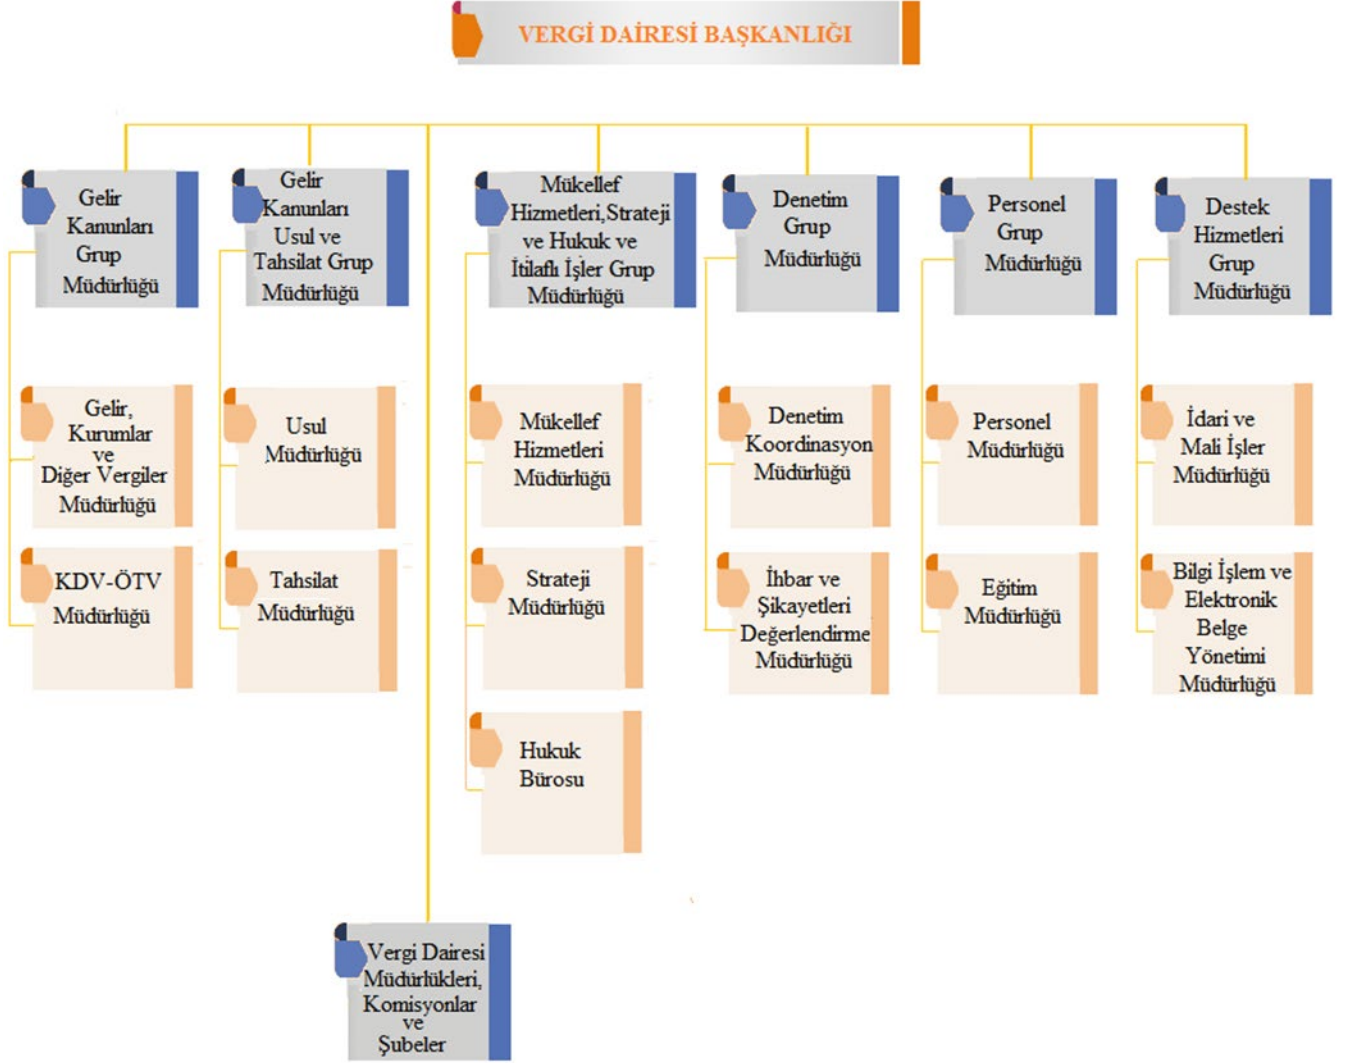 VERGİ DAİRESİ BAŞKANLIĞI
Gelir
Kanunları
Grup
Müdürlüğü
Gelir
Kanunları
Usul ve
Tahsilat Grup
Müdürlüğü
Mükellef
Hizmetleri,Strateji
ve Hukuk ve
İtilaflı İşler Grup
Müdürlüğü
Denetim
Grup
Müdürlüğü
Personel
Grup
Müdürlüğü
Destek
Hizmetleri
Grup
Müdürlüğü
Gelir,
Kurumlar
ve
Diğer Vergiler
Müdürlüğü
Usul
Müdürlüğü
Mükellef
Hizmetleri
Müdürlüğü
Denetim
Koordinasyon
Müdürlüğü
Personel
Müdürlüğü
İdari ve
Mali İşler
Müdürlüğü
KDV-ÖTV
Müdürlüğü
Tahsilat
Müdürlüğü
Strateji
Müdürlüğü
İhbar ve
Şikayetleri
Değerlendirme
Müdürlüğü
Eğitim
Müdürlüğü
Bilgi İşlem ve
Elektronik
Belge
Yönetimi
Müdürlüğü
Hukuk
Bürosu
Vergi Dairesi
Müdürlükleri,
Komisyonlar
ve
Şubeler